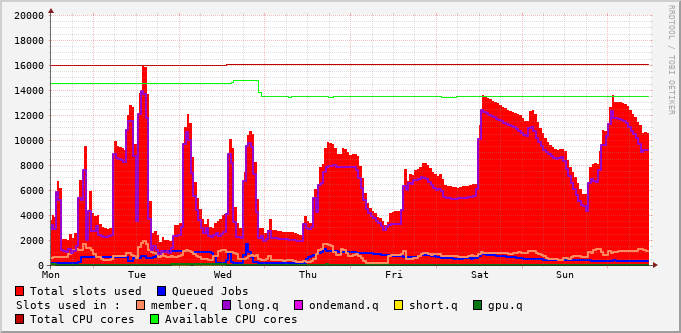 20000
18000
16000
14000
12000
10000
8000
6000
4000
2000
0
Mon Tue Wed Thu Fri Sat Sun
RRDTOOL / TOBI OETIKER
Total slots used Queued Jobs
Slots used in : member.q long.q ondemand.q short.q gpu.q
Total CPU cores Available CPU cores